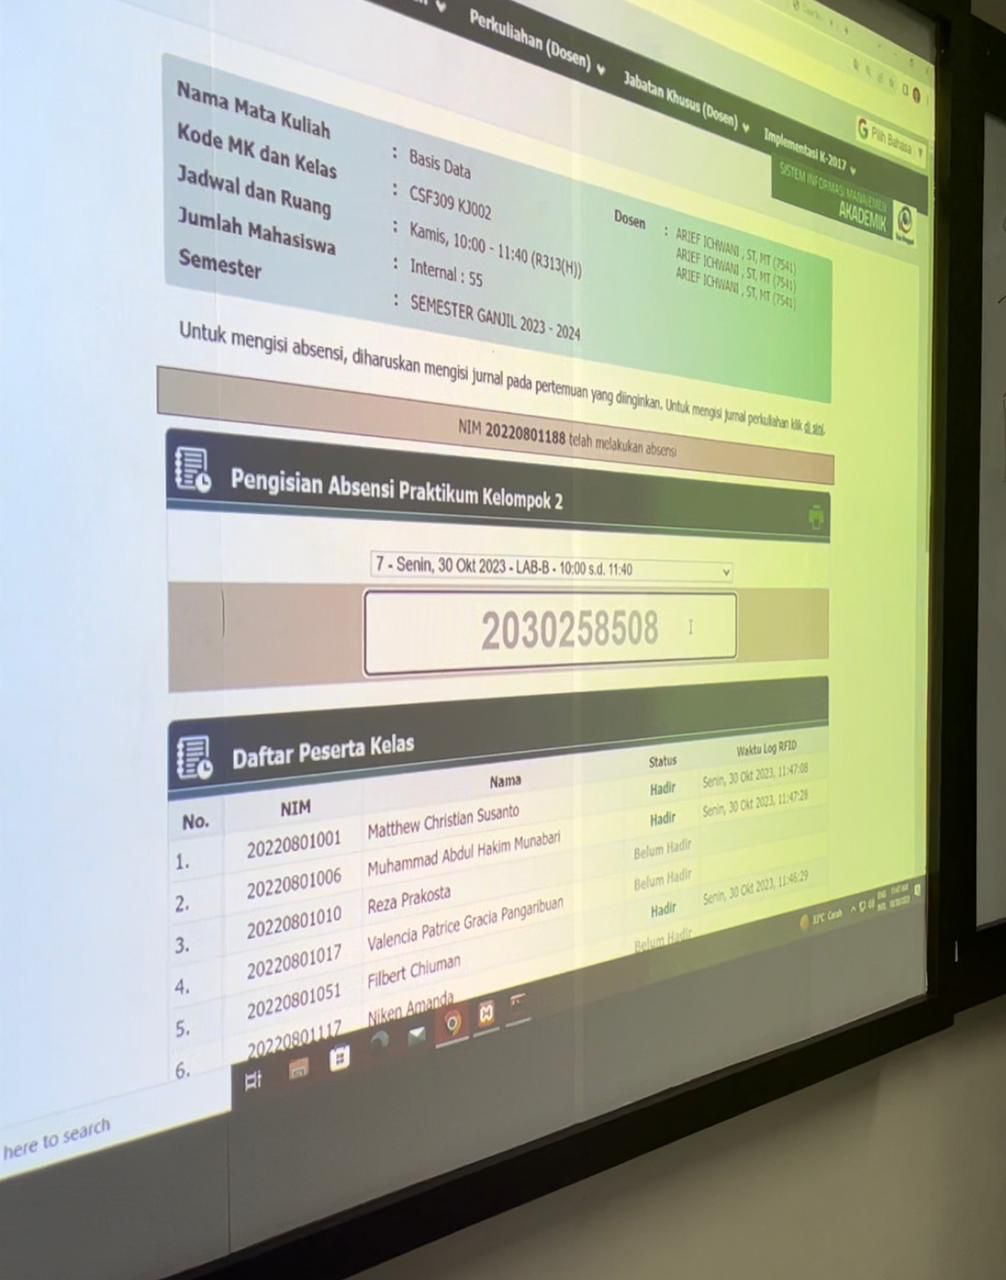 Perkuliahan (Dosen)
Jabatan Khusus (Dosen)
Implementasi K-2017
Pilih Bahasa
SISTEM INFORMASI MANAJEMEN
AKADEMIK
Nama Mata Kuliah : Basis Data
Kode MK dan Kelas : CSF309 KJ002
Jadwal dan Ruang : Kamis, 10:00 - 11:40 (R313(H))
Jumlah Mahasiswa : Internal : 55
Semester : SEMESTER GANJIL 2023 - 2024
Dosen : ARIEF ICHWANI , ST, MT (7541)
ARIEF ICHWANI , ST, MT (7541)
ARIEF ICHWANI , ST, MT (7541)
Untuk mengisi absensi, diharuskan mengisi jurnal pada pertemuan yang diinginkan. Untuk mengisi jurnal perkuliahan klik di sini.
NIM 20220801188 telah melakukan absensi
Pengisian Absensi Praktikum Kelompok 2
7 - Senin, 30 Okt 2023 - LAB-B - 10:00 s.d. 11:40
2030258508
Daftar Peserta Kelas
No. NIM Nama Status Waktu Log RFID
1. 20220801001 Matthew Christian Susanto Hadir Senin, 30 Okt 2023, 11:47:08
2. 20220801006 Muhammad Abdul Hakim Munabari Hadir Senin, 30 Okt 2023, 11:47:28
3. 20220801010 Reza Prakosta Belum Hadir
4. 20220801017 Valencia Patrice Gracia Pangaribuan Belum Hadir
5. 20220801051 Filbert Chiuman Hadir Senin, 30 Okt 2023, 11:46:29
6. 20220801117 Niken Amanda Belum Hadir
here to search
32°C Cerah